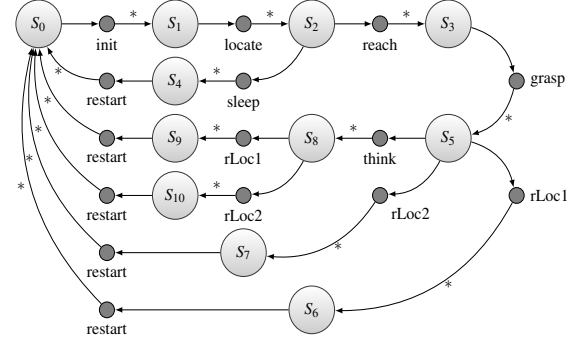 S0 * S1 * S2 * S3
init locate reach
* S4 * grasp
restart sleep *
* S9 * S8 * S5
restart rLoc1 think
* S10 * rLoc1
restart rLoc2 rLoc2
* S7 *
restart
* S6 *
restart